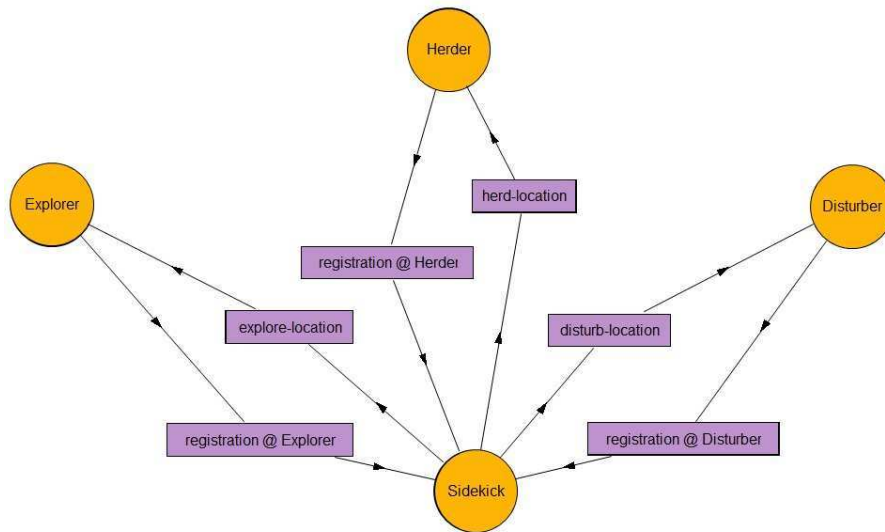 Herder
Explorer
herd-location
Disturber
registration @ Herder
explore-location
disturb-location
registration @ Explorer
registration @ Disturber
Sidekick